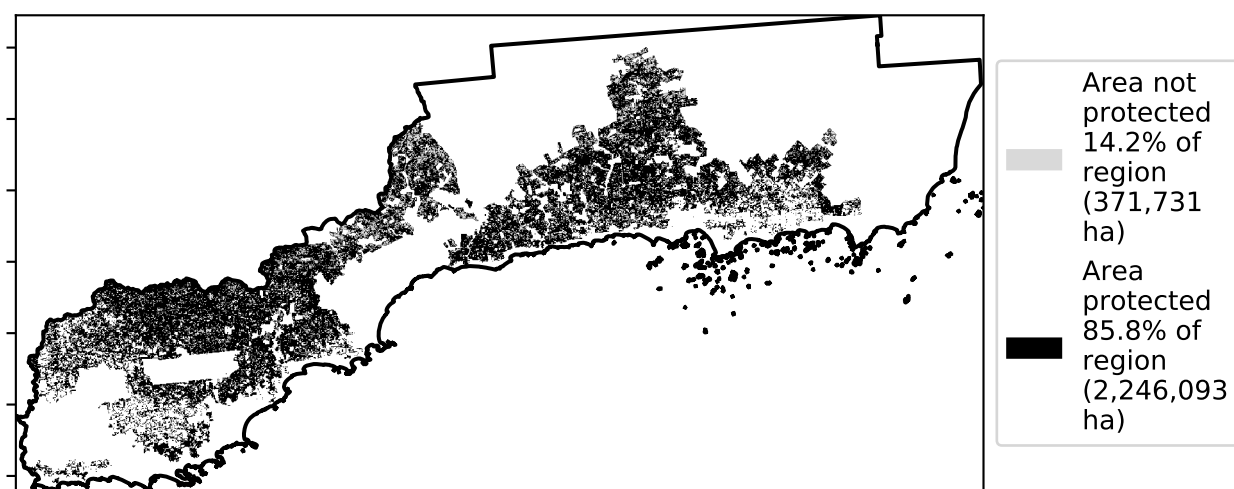 Area not
protected
14.2% of
region
(371,731
ha)
Area
protected
85.8% of
region
(2,246,093
ha)